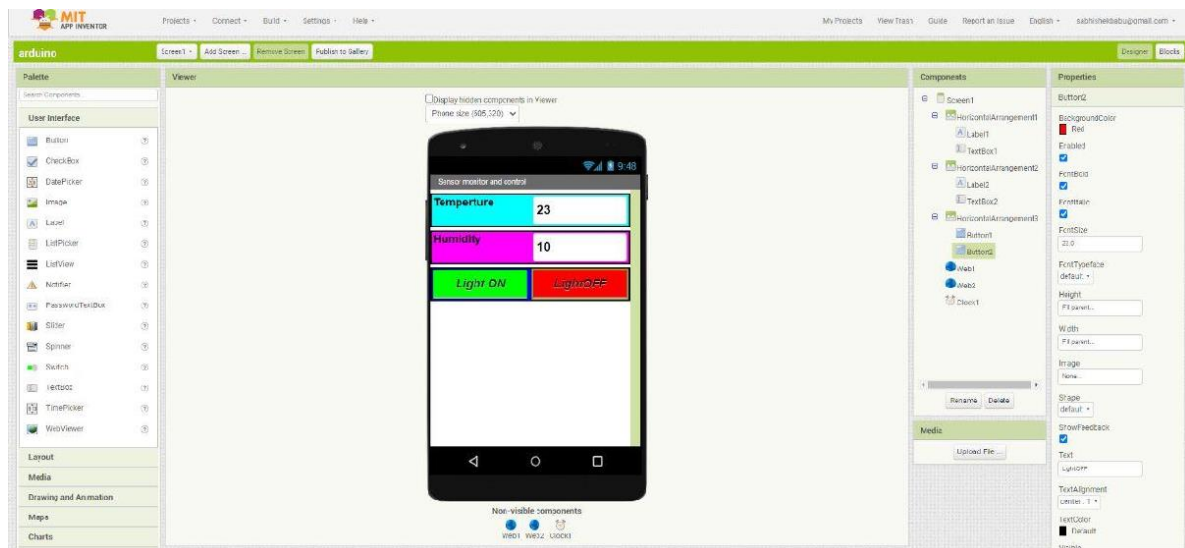 MIT
APP INVENTOR
Projects Connect Build Settings Help
My Projects View Trash Guide Report an Issue English
arduino
Screen1 Add Screen ... Remove Screen Publish to Gallery
Designer Blocks
Palette
Search Components...
User Interface
Button
CheckBox
DatePicker
Image
Label
ListPicker
ListView
Notifier
PasswordTextBox
Slider
Spinner
Switch
TextBox
TimePicker
WebViewer
Layout
Media
Drawing and Animation
Maps
Charts
Viewer
Display hidden components in Viewer
Phone size (505,320)
9:48
Sensor monitor and control
Temperture
23
Humidity
10
Light ON
LightOFF
Non-visible components
Web1 Web2 Clock1
Components
Screen1
HorizontalArrangement1
Label1
TextBox1
HorizontalArrangement2
Label2
TextBox2
HorizontalArrangement3
Button1
Button2
Web1
Web2
Clock1
Rename Delete
Media
Upload File ...
Properties
Button2
BackgroundColor
Red
Enabled
FontBold
FontItalic
FontSize
FontTypeface
default
Height
Fill parent...
Width
Fill parent...
Image
None...
Shape
default
ShowFeedback
Text
LightOFF
TextAlignment
center : 1
TextColor
Default
Visible